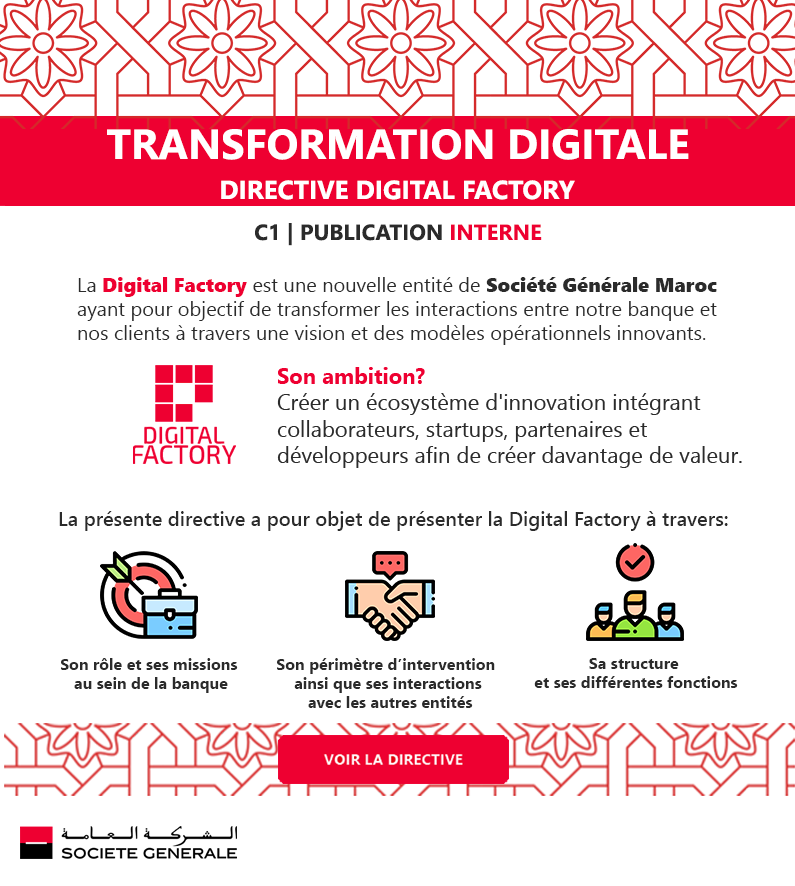 TRANSFORMATION DIGITALE
DIRECTIVE DIGITAL FACTORY
C1 | PUBLICATION INTERNE
La Digital Factory est une nouvelle entité de Société Générale Maroc
ayant pour objectif de transformer les interactions entre notre banque et
nos clients à travers une vision et des modèles opérationnels innovants.
DIGITAL
FACTORY
Son ambition?
Créer un écosystème d'innovation intégrant
collaborateurs, startups, partenaires et
développeurs afin de créer davantage de valeur.
La présente directive a pour objet de présenter la Digital Factory à travers:
Son rôle et ses missions
au sein de la banque
Son périmètre d’intervention
ainsi que ses interactions
avec les autres entités
Sa structure
et ses différentes fonctions
VOIR LA DIRECTIVE
الشركة العامة
SOCIETE GENERALE